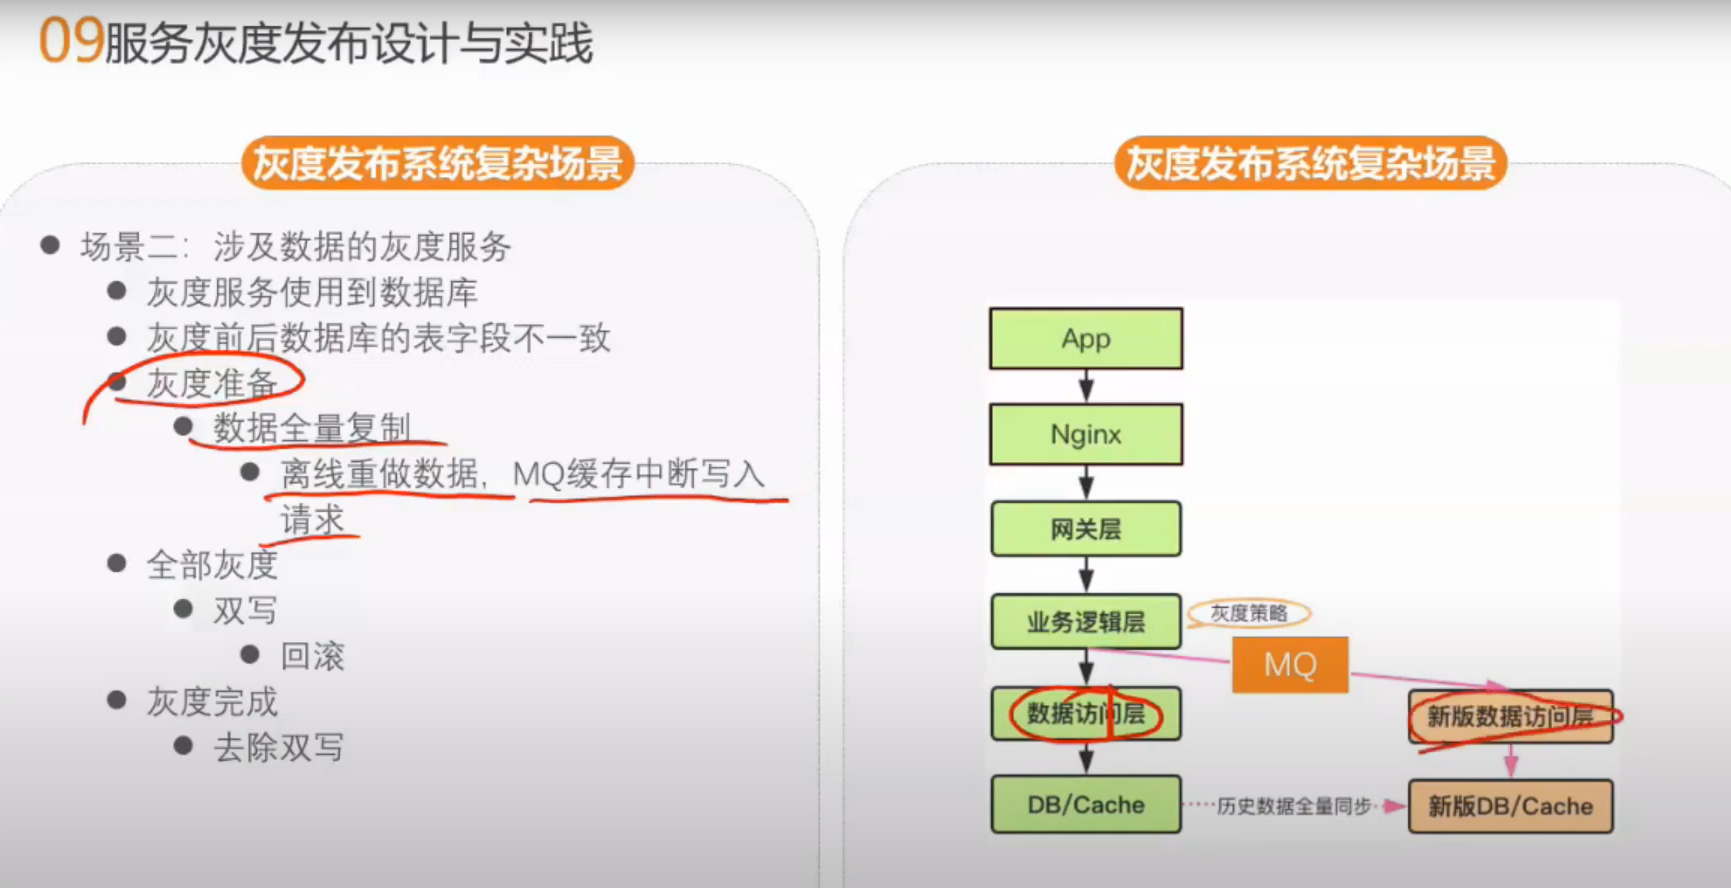 09服务灰度发布设计与实践
灰度发布系统复杂场景
场景二：涉及数据的灰度服务
灰度服务使用到数据库
灰度前后数据库的表字段不一致
灰度准备
数据全量复制
离线重做数据，MQ缓存中断写入
请求
全部灰度
双写
回滚
灰度完成
去除双写
灰度发布系统复杂场景
App
Nginx
网关层
业务逻辑层
灰度策略
MQ
数据访问层
新版数据访问层
DB/Cache
历史数据全量同步
新版DB/Cache